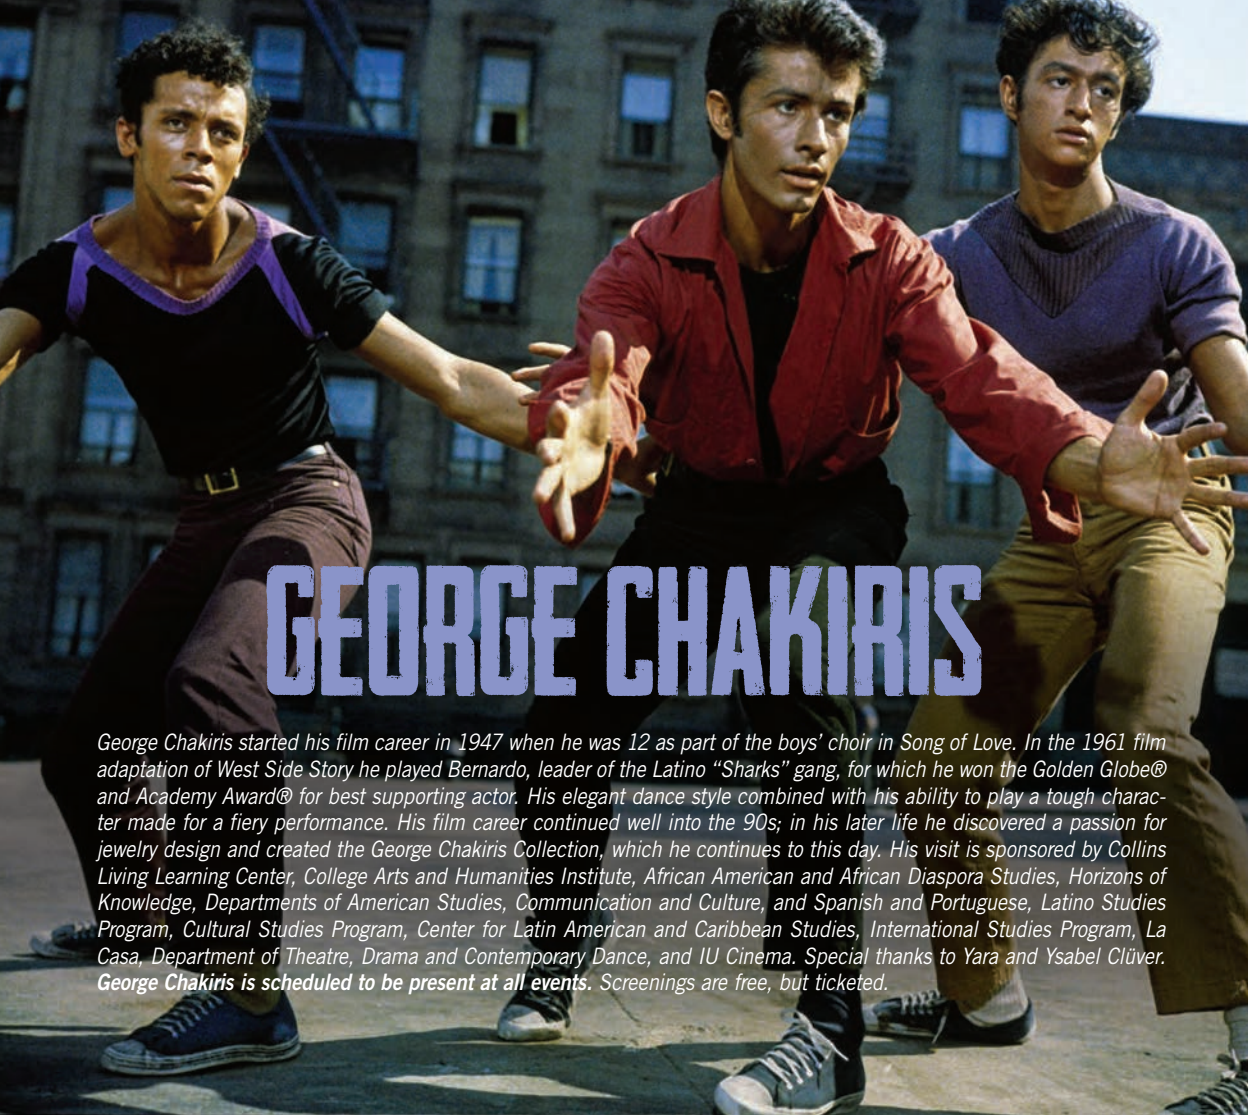 GEORGE CHAKIRIS
George Chakiris started his film career in 1947 when he was 12 as part of the boys’ choir in Song of Love. In the 1961 film
adaptation of West Side Story he played Bernardo, leader of the Latino “Sharks” gang, for which he won the Golden Globe®
and Academy Award® for best supporting actor. His elegant dance style combined with his ability to play a tough charac-
ter made for a fiery performance. His film career continued well into the 90s; in his later life he discovered a passion for
jewelry design and created the George Chakiris Collection, which he continues to this day. His visit is sponsored by Collins
Living Learning Center, College Arts and Humanities Institute, African American and African Diaspora Studies, Horizons of
Knowledge, Departments of American Studies, Communication and Culture, and Spanish and Portuguese, Latino Studies
Program, Cultural Studies Program, Center for Latin American and Caribbean Studies, International Studies Program, La
Casa, Department of Theatre, Drama and Contemporary Dance, and IU Cinema. Special thanks to Yara and Ysabel Clüver.
George Chakiris is scheduled to be present at all events. Screenings are free, but ticketed.